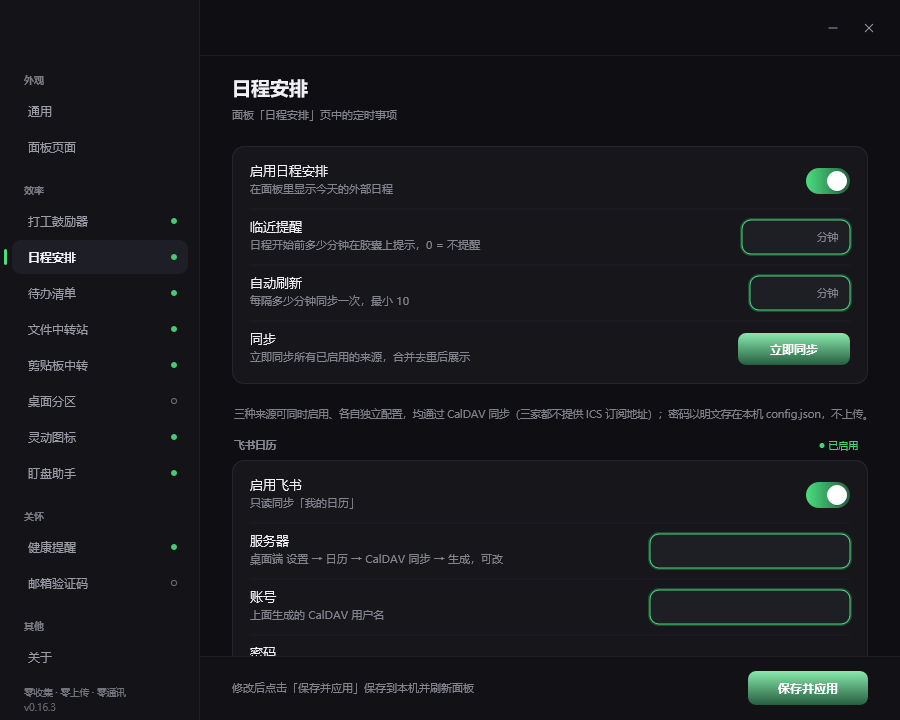 外观
通用
面板页面
效率
打工鼓励器
日程安排
待办清单
文件中转站
剪贴板中转
桌面分区
灵动图标
盯盘助手
关怀
健康提醒
邮箱验证码
其他
关于
零收集 · 零上传 · 零通讯
v0.16.3
日程安排
面板「日程安排」页中的定时事项
启用日程安排
在面板里显示今天的外部日程
临近提醒
日程开始前多少分钟在胶囊上提示，0 = 不提醒
分钟
自动刷新
每隔多少分钟同步一次，最小 10
分钟
同步
立即同步所有已启用的来源，合并去重后展示
立即同步
三种来源可同时启用、各自独立配置，均通过 CalDAV 同步（三家都不提供 ICS 订阅地址）；密码以明文存在本机 config.json，不上传。
飞书日历
已启用
启用飞书
只读同步「我的日历」
服务器
桌面端 设置 → 日历 → CalDAV 同步 → 生成，可改
账号
上面生成的 CalDAV 用户名
密码
修改后点击「保存并应用」保存到本机并刷新面板
保存并应用